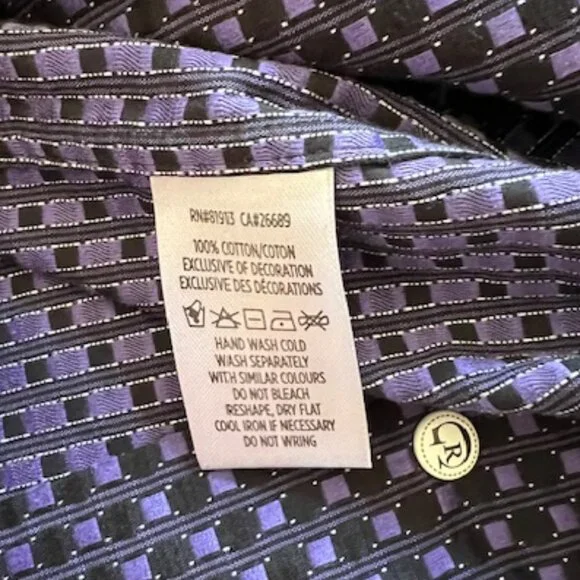 RN#81913 CA#26689
100% COTTON/COTON
EXCLUSIVE OF DECORATION
EXCLUSIVE DES DÉCORATIONS
HAND WASH COLD
WASH SEPARATELY
WITH SIMILAR COLOURS
DO NOT BLEACH
RESHAPE, DRY FLAT
COOL IRON IF NECESSARY
DO NOT WRING